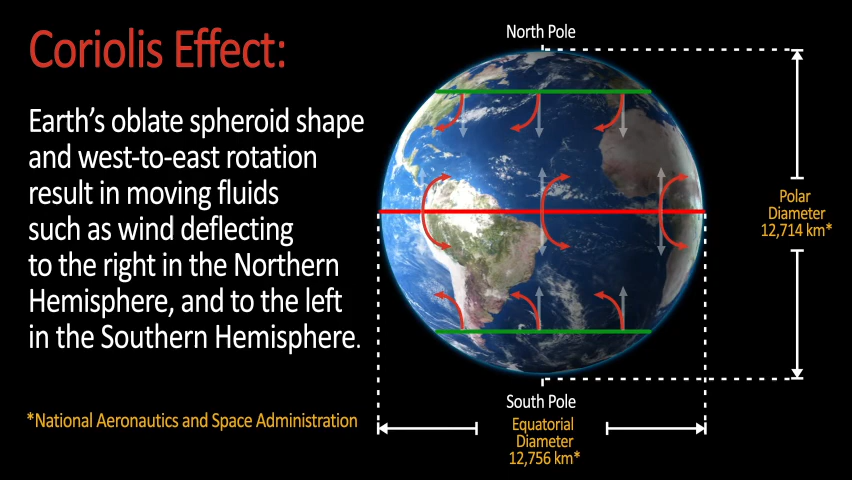 Coriolis Effect:
Earth's oblate spheroid shape
and west-to-east rotation
result in moving fluids
such as wind deflecting
to the right in the Northern
Hemisphere, and to the left
in the Southern Hemisphere.
*National Aeronautics and Space Administration
North Pole
Polar
Diameter
12,714 km*
South Pole
Equatorial
Diameter
12,756 km*